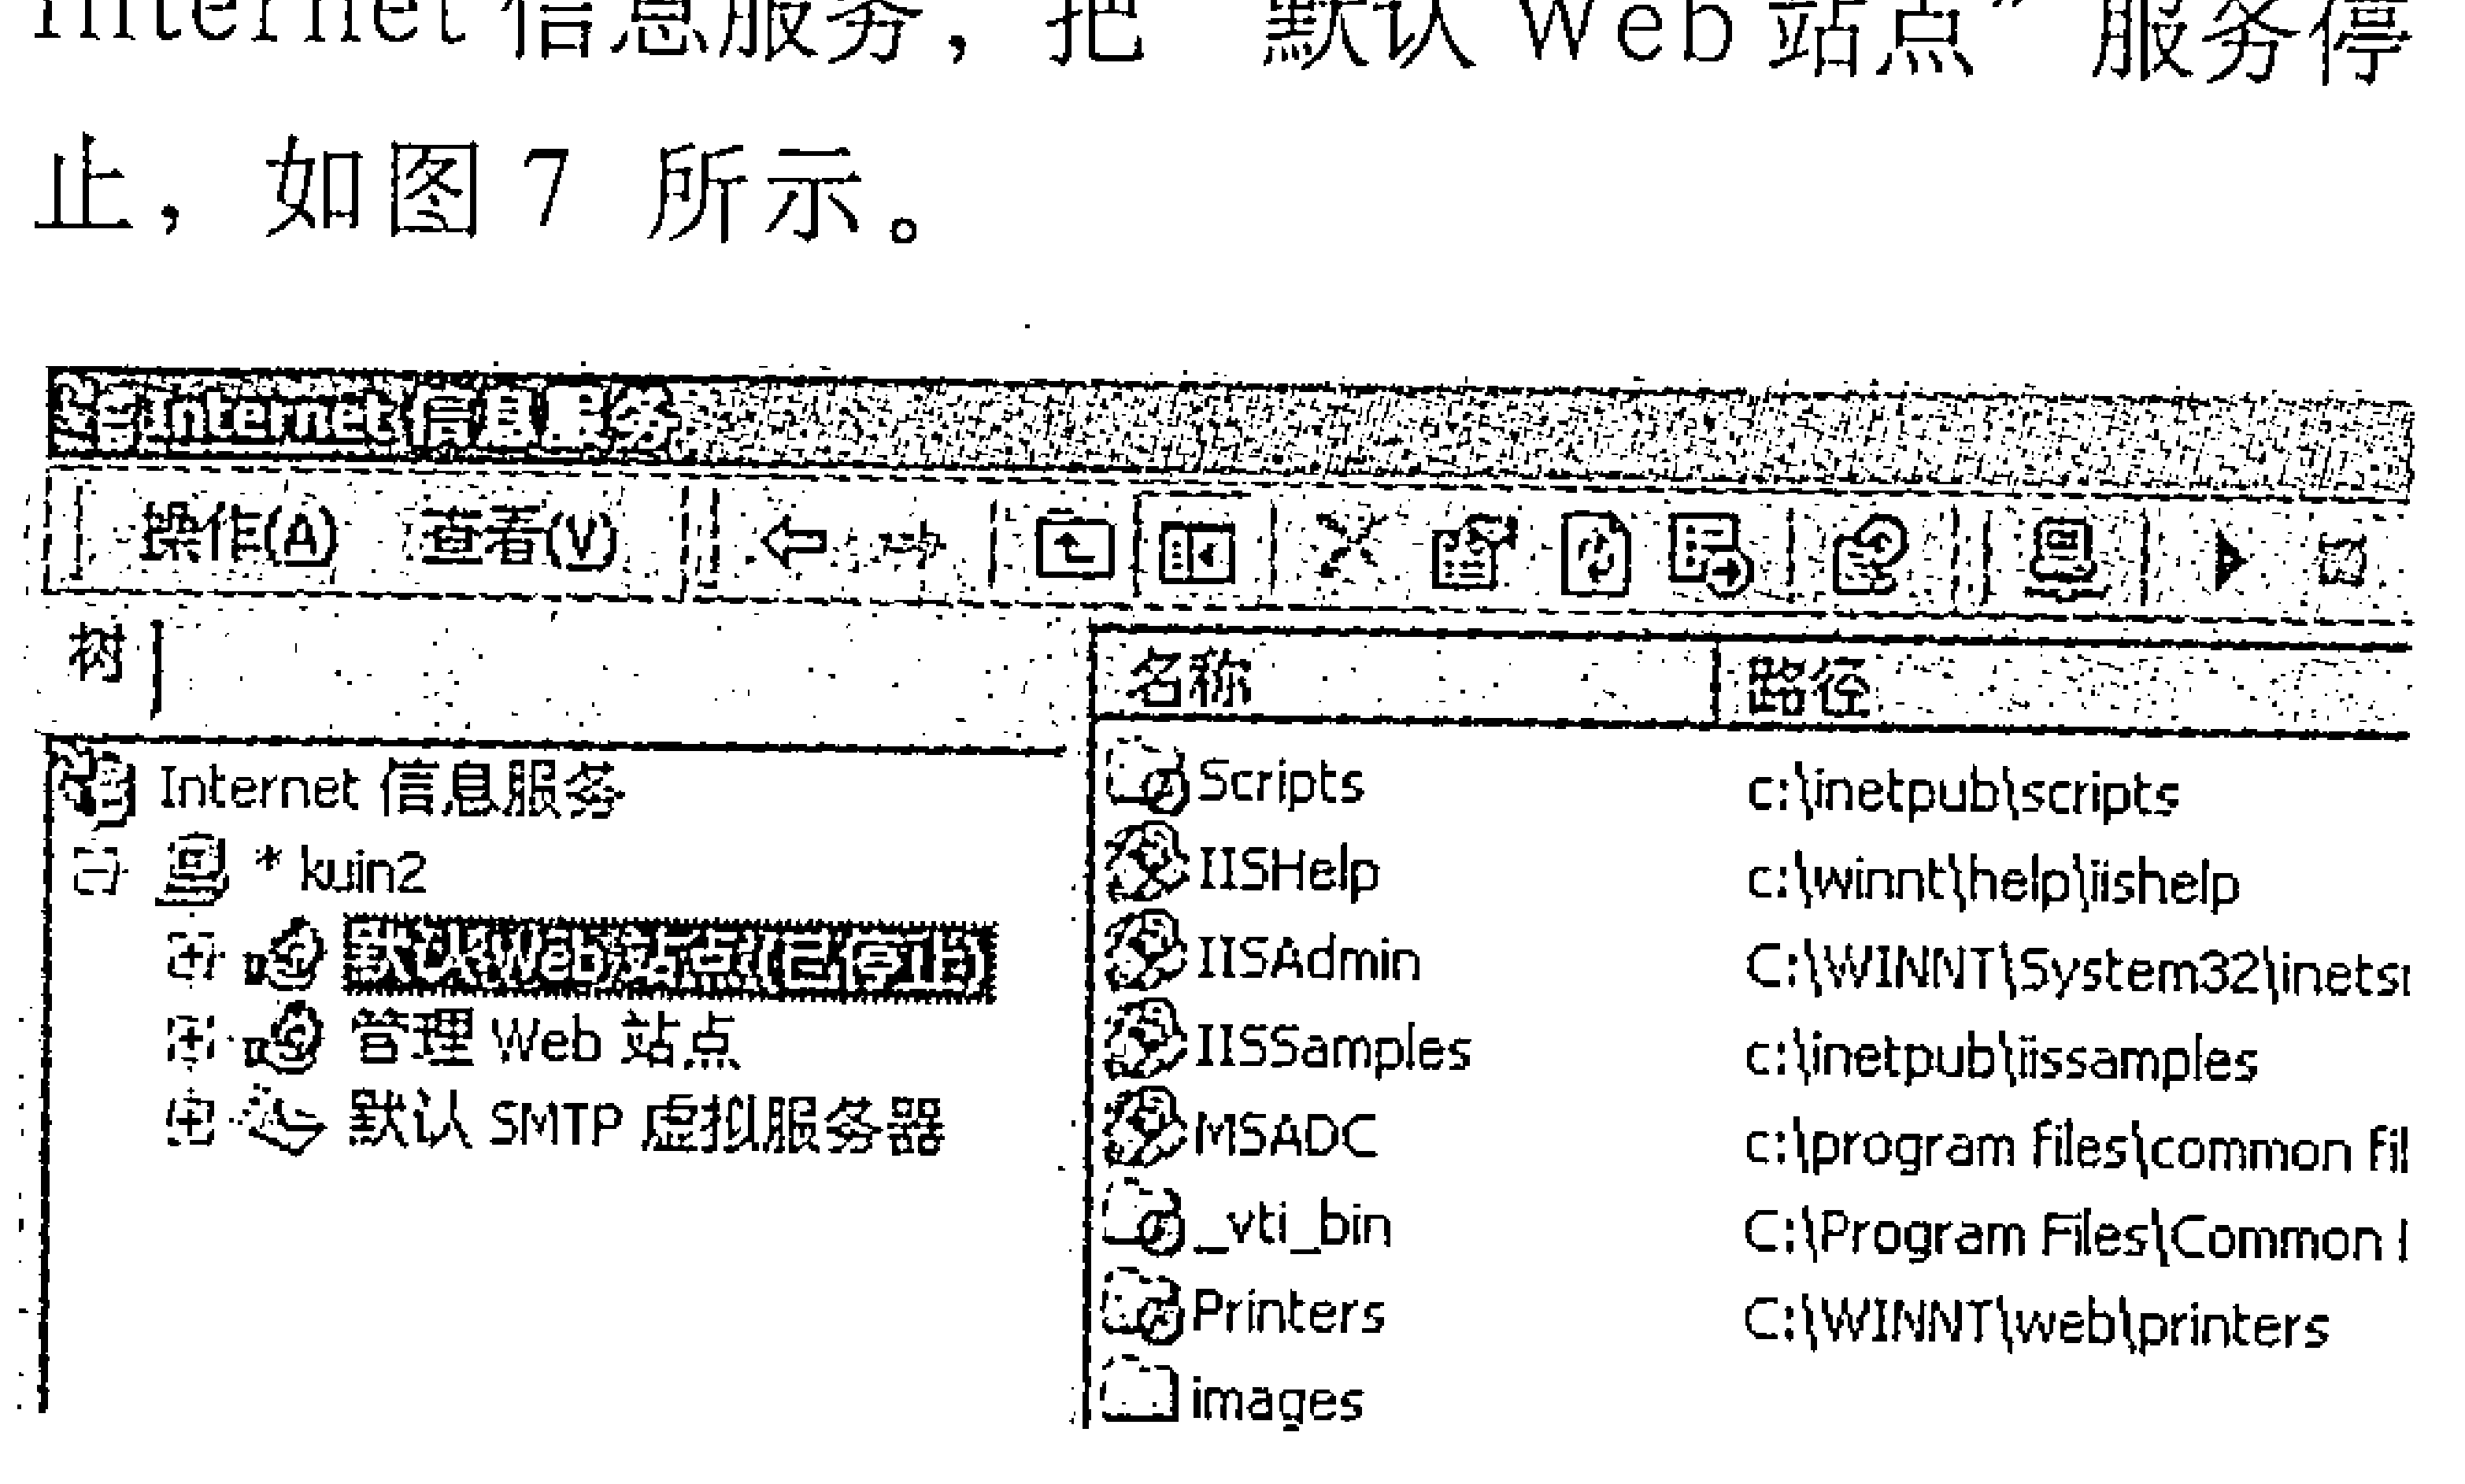 Internet 信息服务，把 默认 Web 站点”服务停
止，如图 7 所示。
Internet 信息服务
操作(A) 查看(V)
树
名称 路径
Internet 信息服务
* kuin2
默认 Web 站点(已停止)
管理 Web 站点
默认 SMTP 虚拟服务器
Scripts c:\inetpub\scripts
IISHelp c:\winnt\help\iishelp
IISAdmin C:\WINNT\System32\inetsr
IISSamples c:\inetpub\iissamples
MSADC c:\program files\common fil
_vti_bin C:\Program Files\Common
Printers C:\WINNT\web\printers
images